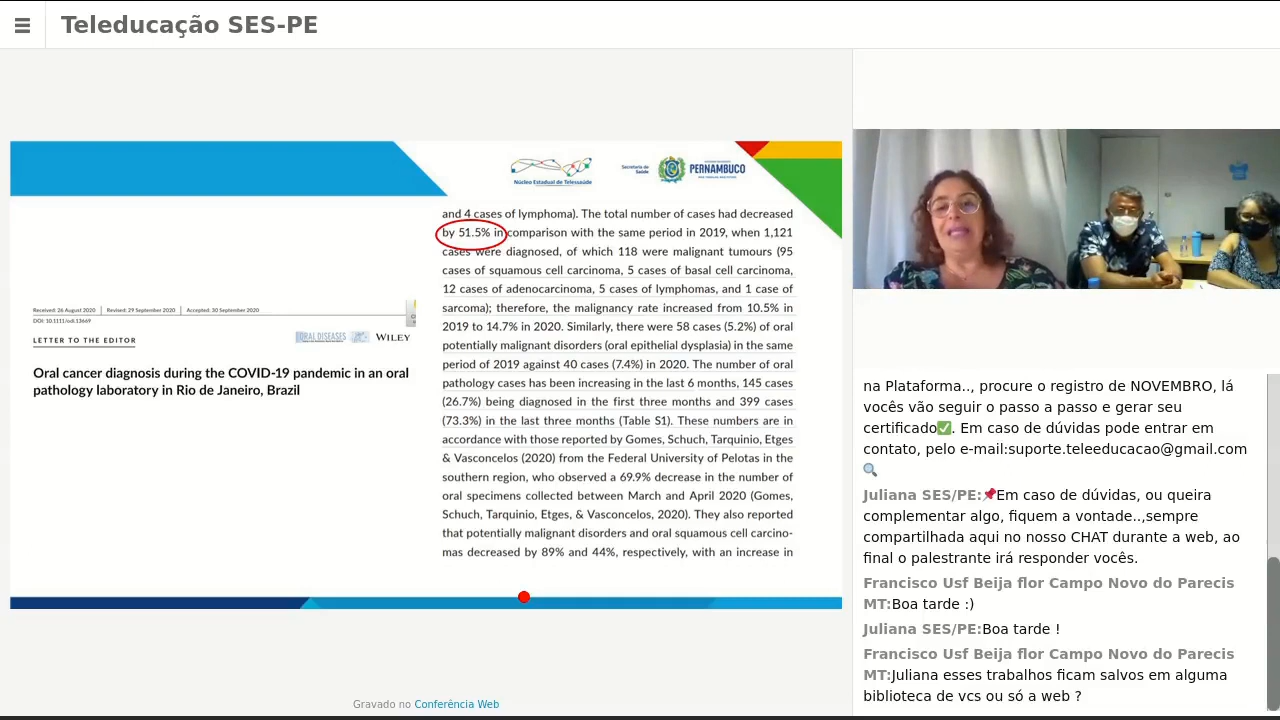 Teleducação SES-PE
Núcleo Estadual de Telessaúde
Secretaria de
Saúde
PERNAMBUCO
and 4 cases of lymphoma). The total number of cases had decreased
by 51.5% in comparison with the same period in 2019, when 1,121
cases were diagnosed, of which 118 were malignant tumours (95
cases of squamous cell carcinoma, 5 cases of basal cell carcinoma,
12 cases of adenocarcinoma, 5 cases of lymphomas, and 1 case of
sarcoma); therefore, the malignancy rate increased from 10.5% in
2019 to 14.7% in 2020. Similarly, there were 58 cases (5.2%) of oral
potentially malignant disorders (oral epithelial dysplasia) in the same
period of 2019 against 40 cases (7.4%) in 2020. The number of oral
pathology cases has been increasing in the last 6 months, 145 cases
(26.7%) being diagnosed in the first three months and 399 cases
(73.3%) in the last three months (Table S1). These numbers are in
accordance with those reported by Gomes, Schuch, Tarquinio, Etges
& Vasconcelos (2020) from the Federal University of Pelotas in the
southern region, who observed a 69.9% decrease in the number of
oral specimens collected between March and April 2020 (Gomes,
Schuch, Tarquinio, Etges, & Vasconcelos, 2020). They also reported
that potentially malignant disorders and oral squamous cell carcino-
mas decreased by 89% and 44%, respectively, with an increase in
Received: 26 August 2020 | Revised: 29 September 2020 | Accepted: 30 September 2020
DOI: 10.1111/odi.13669
LETTER TO THE EDITOR
ORAL DISEASES WILEY
Oral cancer diagnosis during the COVID-19 pandemic in an oral
pathology laboratory in Rio de Janeiro, Brazil
Gravado no Conferência Web
na Plataforma.., procure o registro de NOVEMBRO, lá
vocês vão seguir o passo a passo e gerar seu
certificado✅. Em caso de dúvidas pode entrar em
contato, pelo e-mail:suporte.teleeducacao@gmail.com
🔍
Juliana SES/PE:📌Em caso de dúvidas, ou queira
complementar algo, fiquem a vontade..,sempre
compartilhada aqui no nosso CHAT durante a web, ao
final o palestrante irá responder vocês.
Francisco Usf Beija flor Campo Novo do Parecis
MT:Boa tarde :)
Juliana SES/PE:Boa tarde !
Francisco Usf Beija flor Campo Novo do Parecis
MT:Juliana esses trabalhos ficam salvos em alguma
biblioteca de vcs ou só a web ?